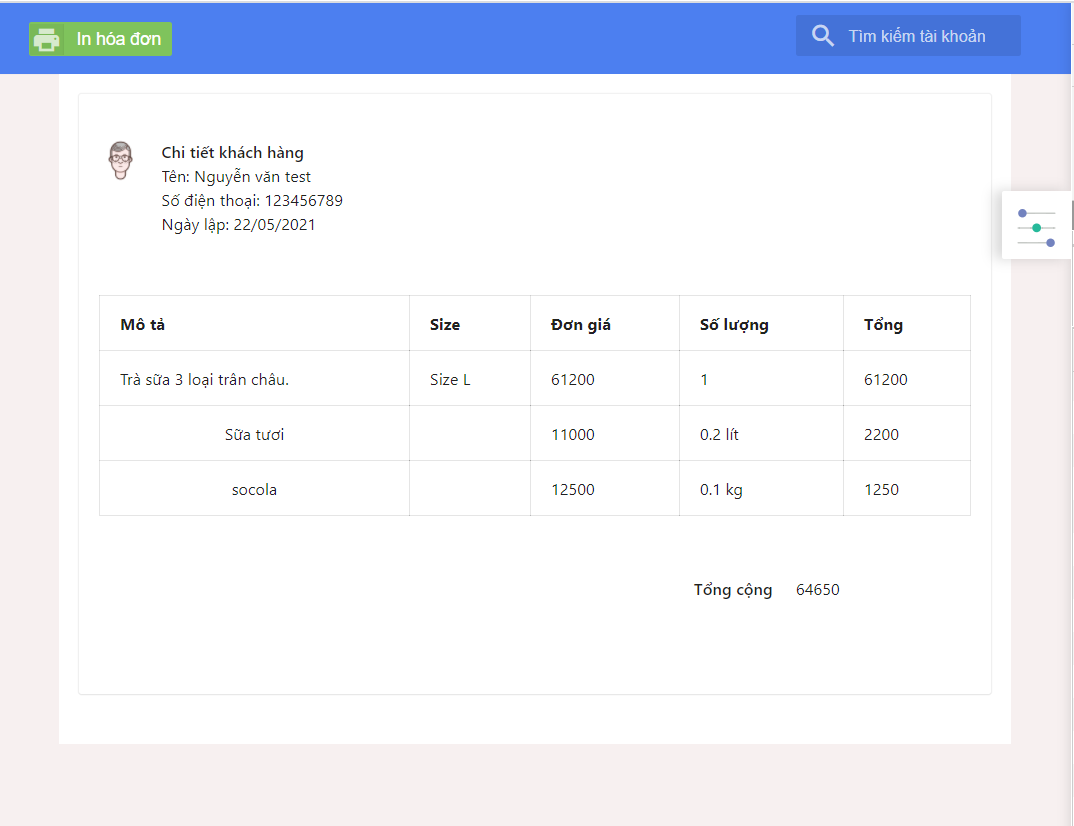 In hóa đơn
Tìm kiếm tài khoản
Chi tiết khách hàng
Tên: Nguyễn văn test
Số điện thoại: 123456789
Ngày lập: 22/05/2021
Mô tả Size Đơn giá Số lượng Tổng
Trà sữa 3 loại trân châu. Size L 61200 1 61200
Sữa tươi 11000 0.2 lít 2200
socola 12500 0.1 kg 1250
Tổng cộng 64650